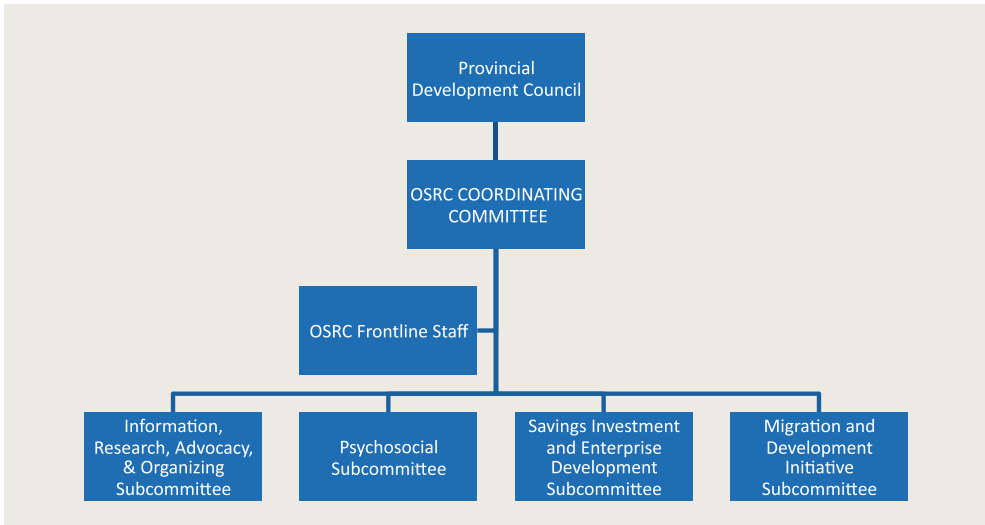 Provincial
Development Council
OSRC COORDINATING
COMMITTEE
OSRC Frontline Staff
Information,
Research, Advocacy,
& Organizing
Subcommittee
Psychosocial
Subcommittee
Savings Investment
and Enterprise
Development
Subcommittee
Migration and
Development
Initiative
Subcommittee